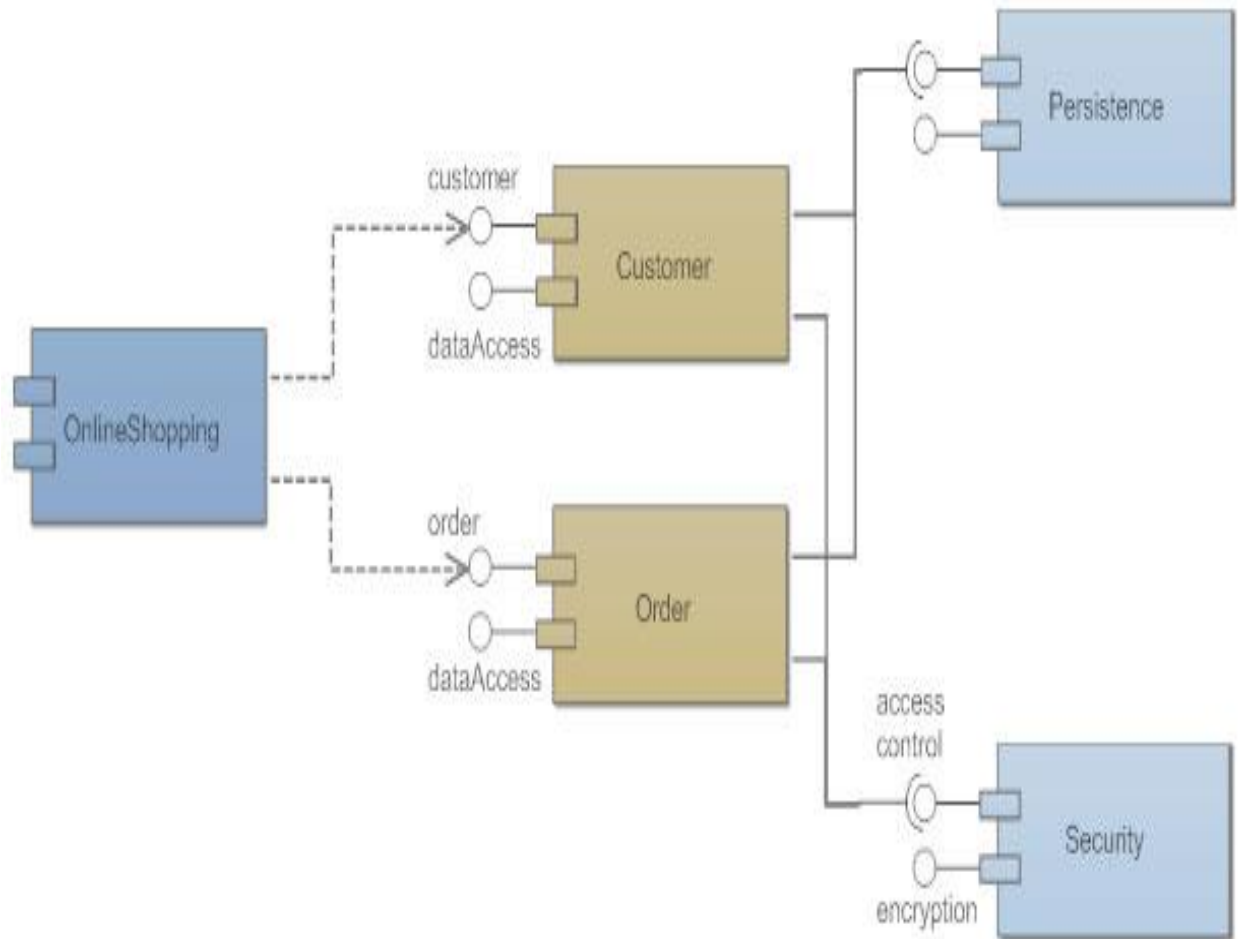 Persistence
customer
Customer
dataAccess
OnlineShopping
order
Order
dataAccess
access
control
Security
encryption